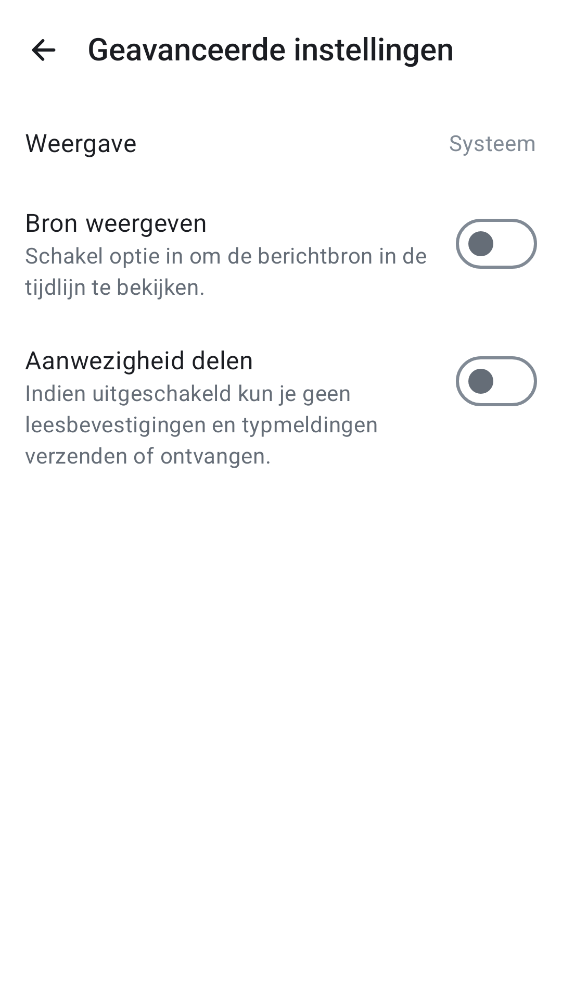 Geavanceerde instellingen
Weergave
Systeem
Bron weergeven
Schakel optie in om de berichtbron in de
tijdlijn te bekijken.
Aanwezigheid delen
Indien uitgeschakeld kun je geen
leesbevestigingen en typmeldingen
verzenden of ontvangen.